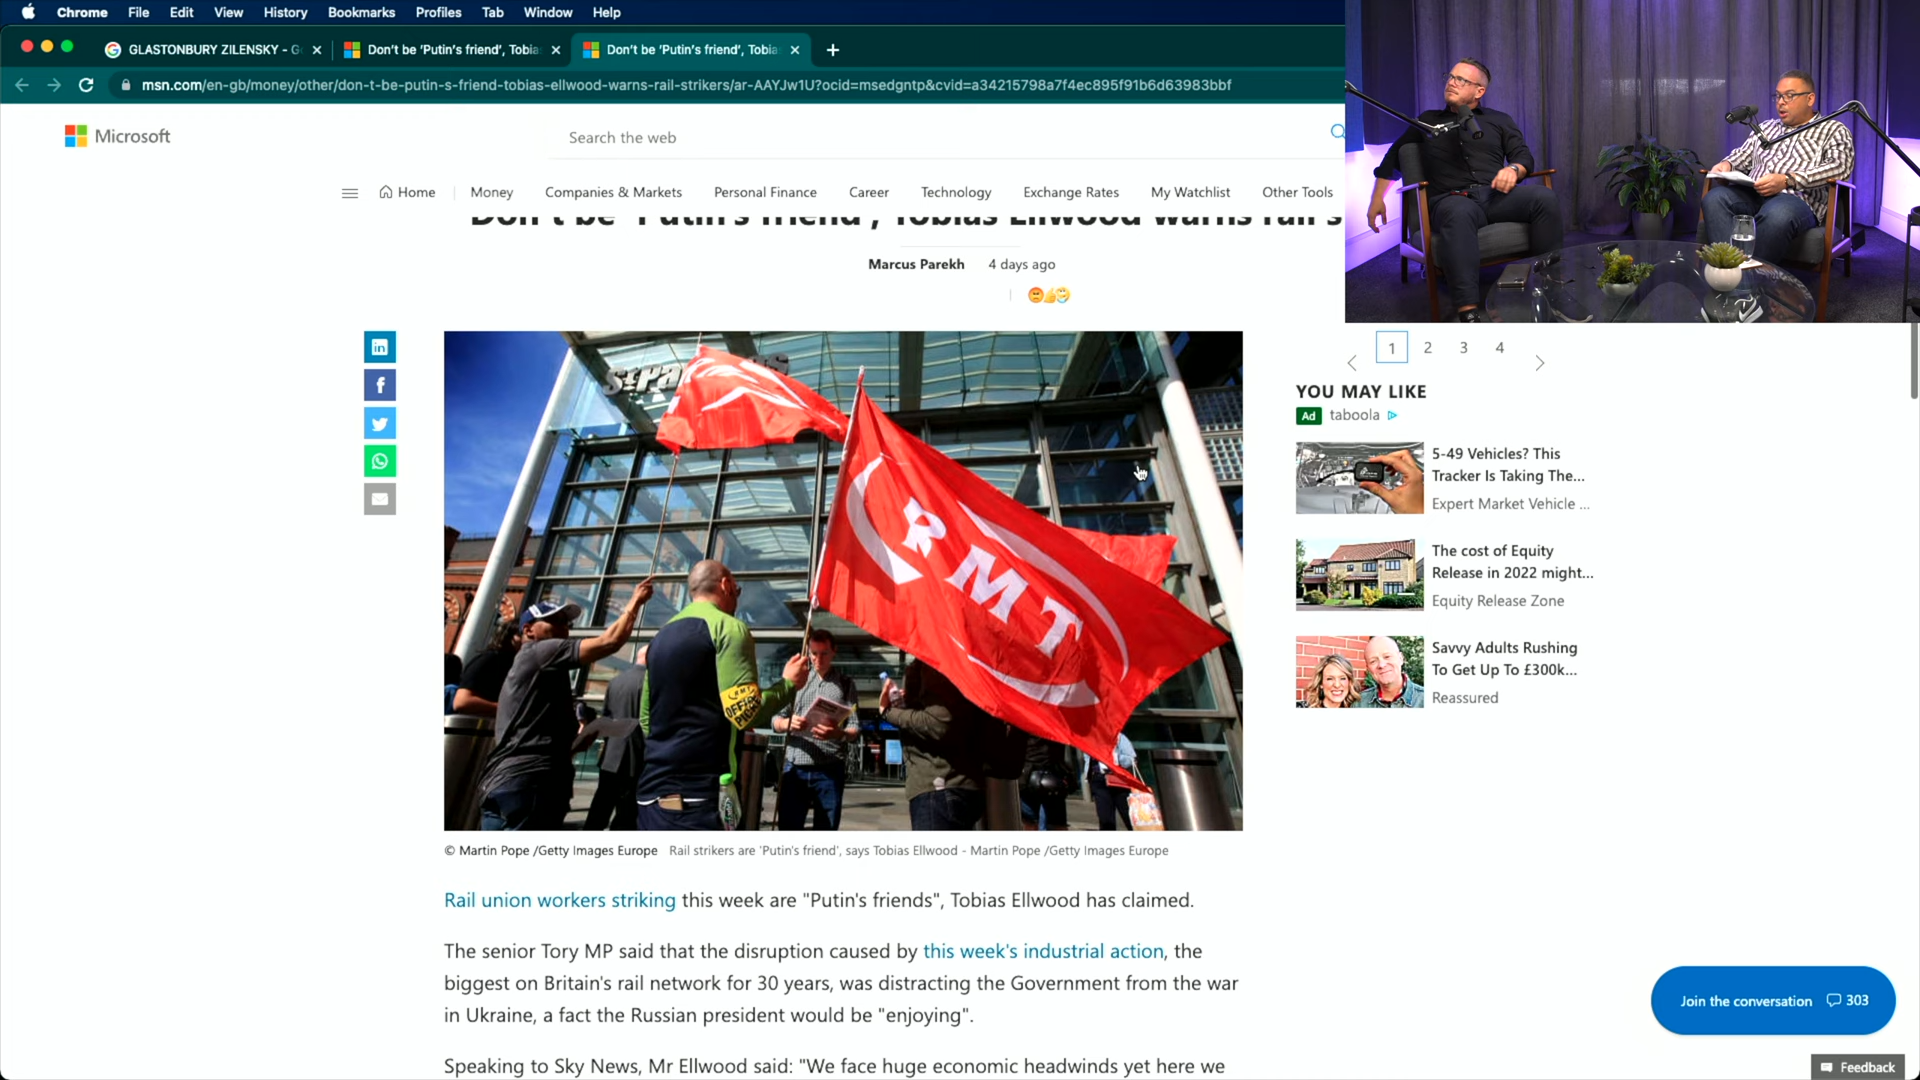 Chrome File Edit View History Bookmarks Profiles Tab Window Help
GLASTONBURY ZILENSKY - G
Don't be 'Putin's friend', Tobia
Don't be 'Putin's friend', Tobia
msn.com/en-gb/money/other/don-t-be-putin-s-friend-tobias-ellwood-warns-rail-strikers/ar-AAYJw1U?ocid=msedgntp&cvid=a34215798a7f4ec895f91b6d63983bbf
Microsoft
Search the web
Home Money Companies & Markets Personal Finance Career Technology Exchange Rates My Watchlist Other Tools
Don't be 'Putin's friend', Tobias Ellwood warns rail s
Marcus Parekh 4 days ago
in
f
St Pa
RMT
RMT
OFFICIAL
PICKET
© Martin Pope /Getty Images Europe Rail strikers are 'Putin's friend', says Tobias Ellwood - Martin Pope /Getty Images Europe
Rail union workers striking this week are "Putin's friends", Tobias Ellwood has claimed.
The senior Tory MP said that the disruption caused by this week's industrial action, the
biggest on Britain's rail network for 30 years, was distracting the Government from the war
in Ukraine, a fact the Russian president would be "enjoying".
Speaking to Sky News, Mr Ellwood said: "We face huge economic headwinds yet here we
1 2 3 4
YOU MAY LIKE
Ad taboola
5-49 Vehicles? This
Tracker Is Taking The...
Expert Market Vehicle ...
The cost of Equity
Release in 2022 might...
Equity Release Zone
Savvy Adults Rushing
To Get Up To £300k...
Reassured
Join the conversation 303
Feedback